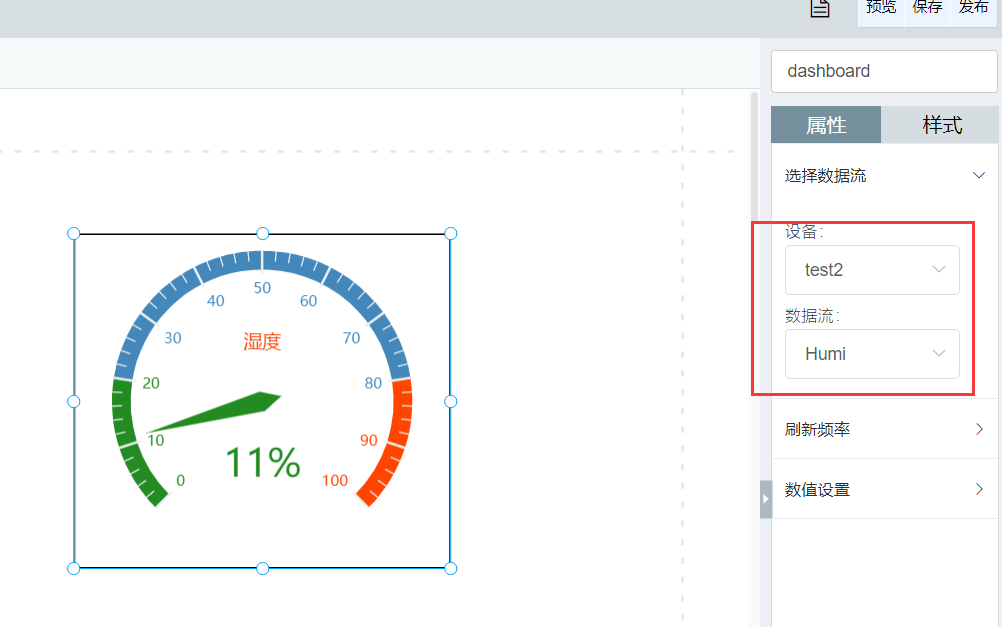 预览 保存 发布
dashboard
属性 样式
选择数据流
设备:
test2
数据流:
Humi
刷新频率
数值设置
50
40 60
30 70
湿度
20 80
10 90
11%
0 100